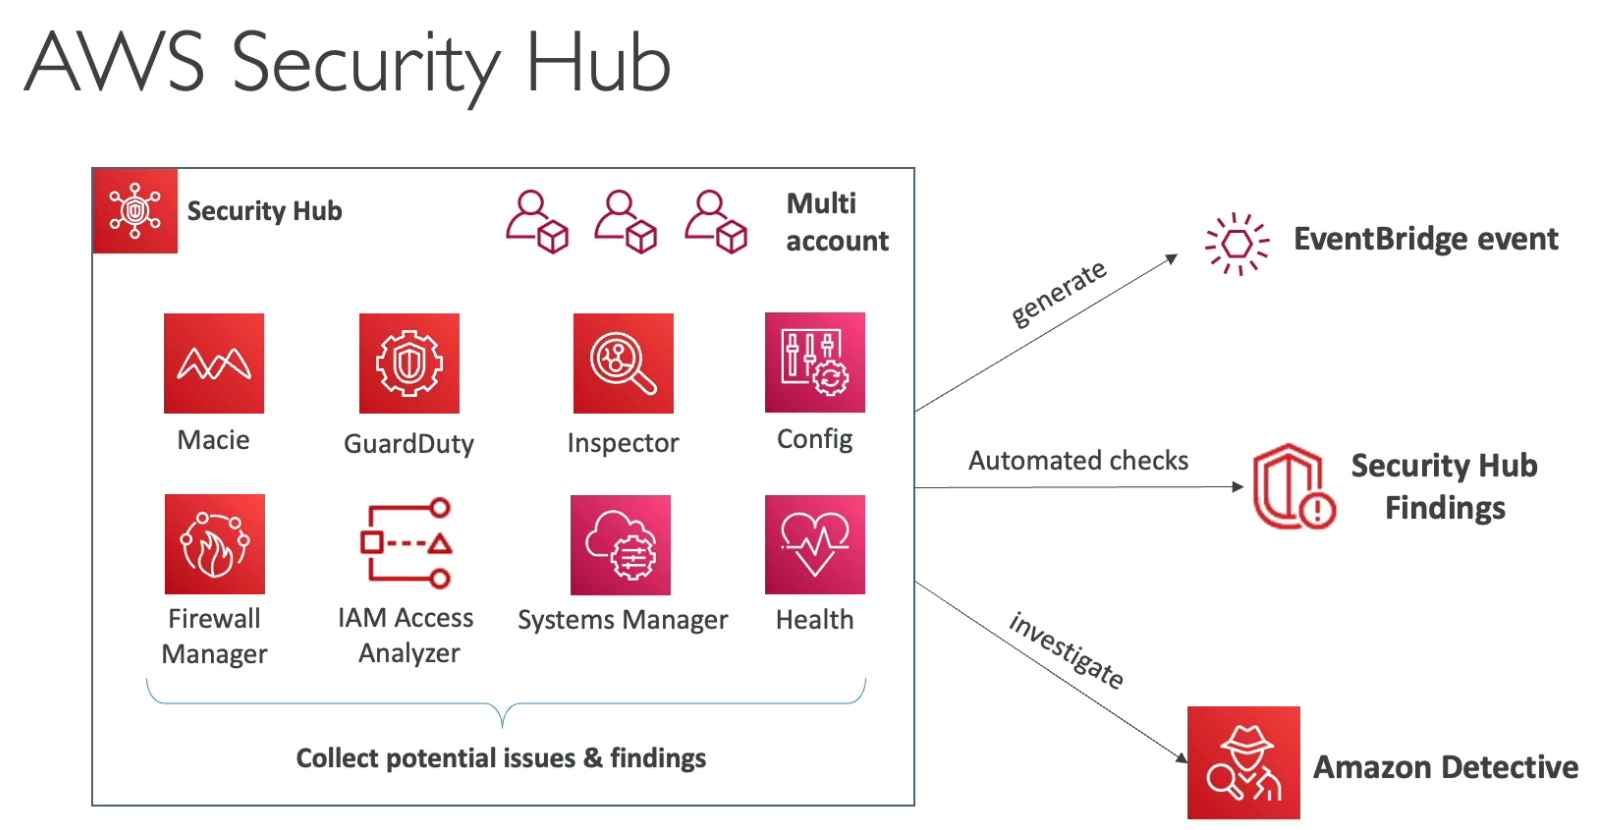 AWS Security Hub
Security Hub
Multi
account
Macie
GuardDuty
Inspector
Config
Firewall
Manager
IAM Access
Analyzer
Systems Manager
Health
Collect potential issues & findings
generate
EventBridge event
Automated checks
Security Hub
Findings
investigate
Amazon Detective